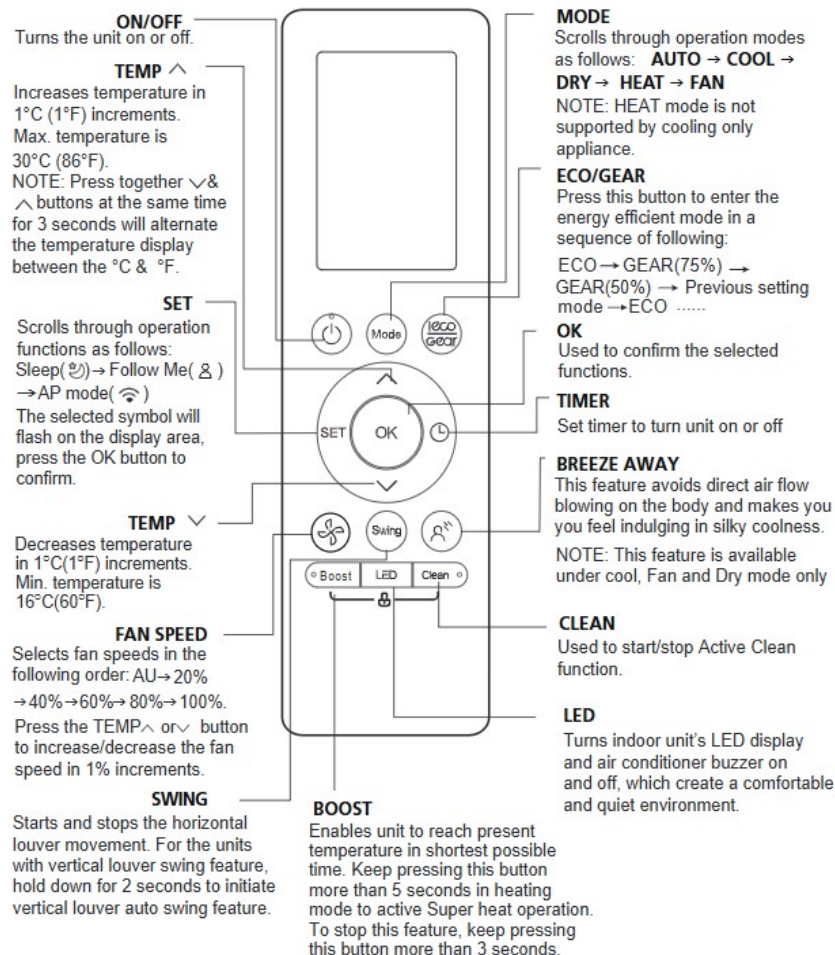 ON/OFF
Turns the unit on or off.
TEMP ∧
Increases temperature in
1°C (1°F) increments.
Max. temperature is
30°C (86°F).
NOTE: Press together ∨&
∧ buttons at the same time
for 3 seconds will alternate
the temperature display
between the °C & °F.
SET
Scrolls through operation
functions as follows:
Sleep( )→ Follow Me( )
→AP mode( )
The selected symbol will
flash on the display area,
press the OK button to
confirm.
TEMP ∨
Decreases temperature
in 1°C(1°F) increments.
Min. temperature is
16°C(60°F).
FAN SPEED
Selects fan speeds in the
following order: AU→20%
→40%→60%→80%→100%.
Press the TEMP∧ or∨ button
to increase/decrease the fan
speed in 1% increments.
SWING
Starts and stops the horizontal
louver movement. For the units
with vertical louver swing feature,
hold down for 2 seconds to initiate
vertical louver auto swing feature.
Mode
ECO
Gear
SET
OK
Swing
Boost
LED
Clean
BOOST
Enables unit to reach present
temperature in shortest possible
time. Keep pressing this button
more than 5 seconds in heating
mode to active Super heat operation.
To stop this feature, keep pressing
this button more than 3 seconds.
MODE
Scrolls through operation modes
as follows: AUTO → COOL →
DRY → HEAT → FAN
NOTE: HEAT mode is not
supported by cooling only
appliance.
ECO/GEAR
Press this button to enter the
energy efficient mode in a
sequence of following:
ECO→GEAR(75%) →
GEAR(50%) → Previous setting
mode →ECO ......
OK
Used to confirm the selected
functions.
TIMER
Set timer to turn unit on or off
BREEZE AWAY
This feature avoids direct air flow
blowing on the body and makes you
you feel indulging in silky coolness.
NOTE: This feature is available
under cool, Fan and Dry mode only
CLEAN
Used to start/stop Active Clean
function.
LED
Turns indoor unit's LED display
and air conditioner buzzer on
and off, which create a comfortable
and quiet environment.